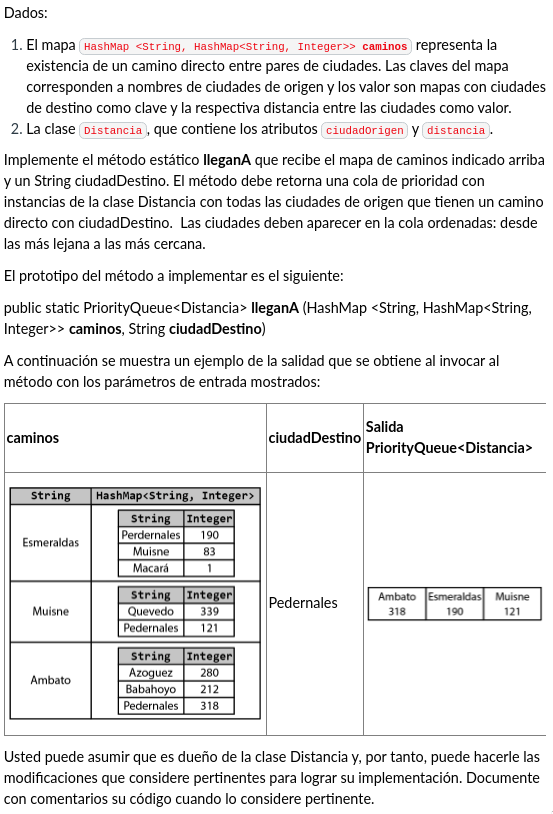 Dados:
1. El mapa HashMap <String, HashMap<String, Integer>> caminos representa la
existencia de un camino directo entre pares de ciudades. Las claves del mapa
corresponden a nombres de ciudades de origen y los valor son mapas con ciudades
de destino como clave y la respectiva distancia entre las ciudades como valor.
2. La clase Distancia, que contiene los atributos ciudadOrigen y distancia.
Implemente el método estático lleganA que recibe el mapa de caminos indicado arriba
y un String ciudadDestino. El método debe retorna una cola de prioridad con
instancias de la clase Distancia con todas las ciudades de origen que tienen un camino
directo con ciudadDestino. Las ciudades deben aparecer en la cola ordenadas: desde
las más lejana a las más cercana.
El prototipo del método a implementar es el siguiente:
public static PriorityQueue<Distancia> lleganA (HashMap <String, HashMap<String,
Integer>> caminos, String ciudadDestino)
A continuación se muestra un ejemplo de la salidad que se obtiene al invocar al
método con los parámetros de entrada mostrados:
caminos
ciudadDestino
Salida
PriorityQueue<Distancia>
String HashMap<String, Integer>
Esmeraldas
String Integer
Perdernales 190
Muisne 83
Macará 1
Muisne
String Integer
Quevedo 339
Pedernales 121
Ambato
String Integer
Azoguez 280
Babahoyo 212
Pedernales 318
Pedernales
Ambato Esmeraldas Muisne
318 190 121
Usted puede asumir que es dueño de la clase Distancia y, por tanto, puede hacerle las
modificaciones que considere pertinentes para lograr su implementación. Documente
con comentarios su código cuando lo considere pertinente.